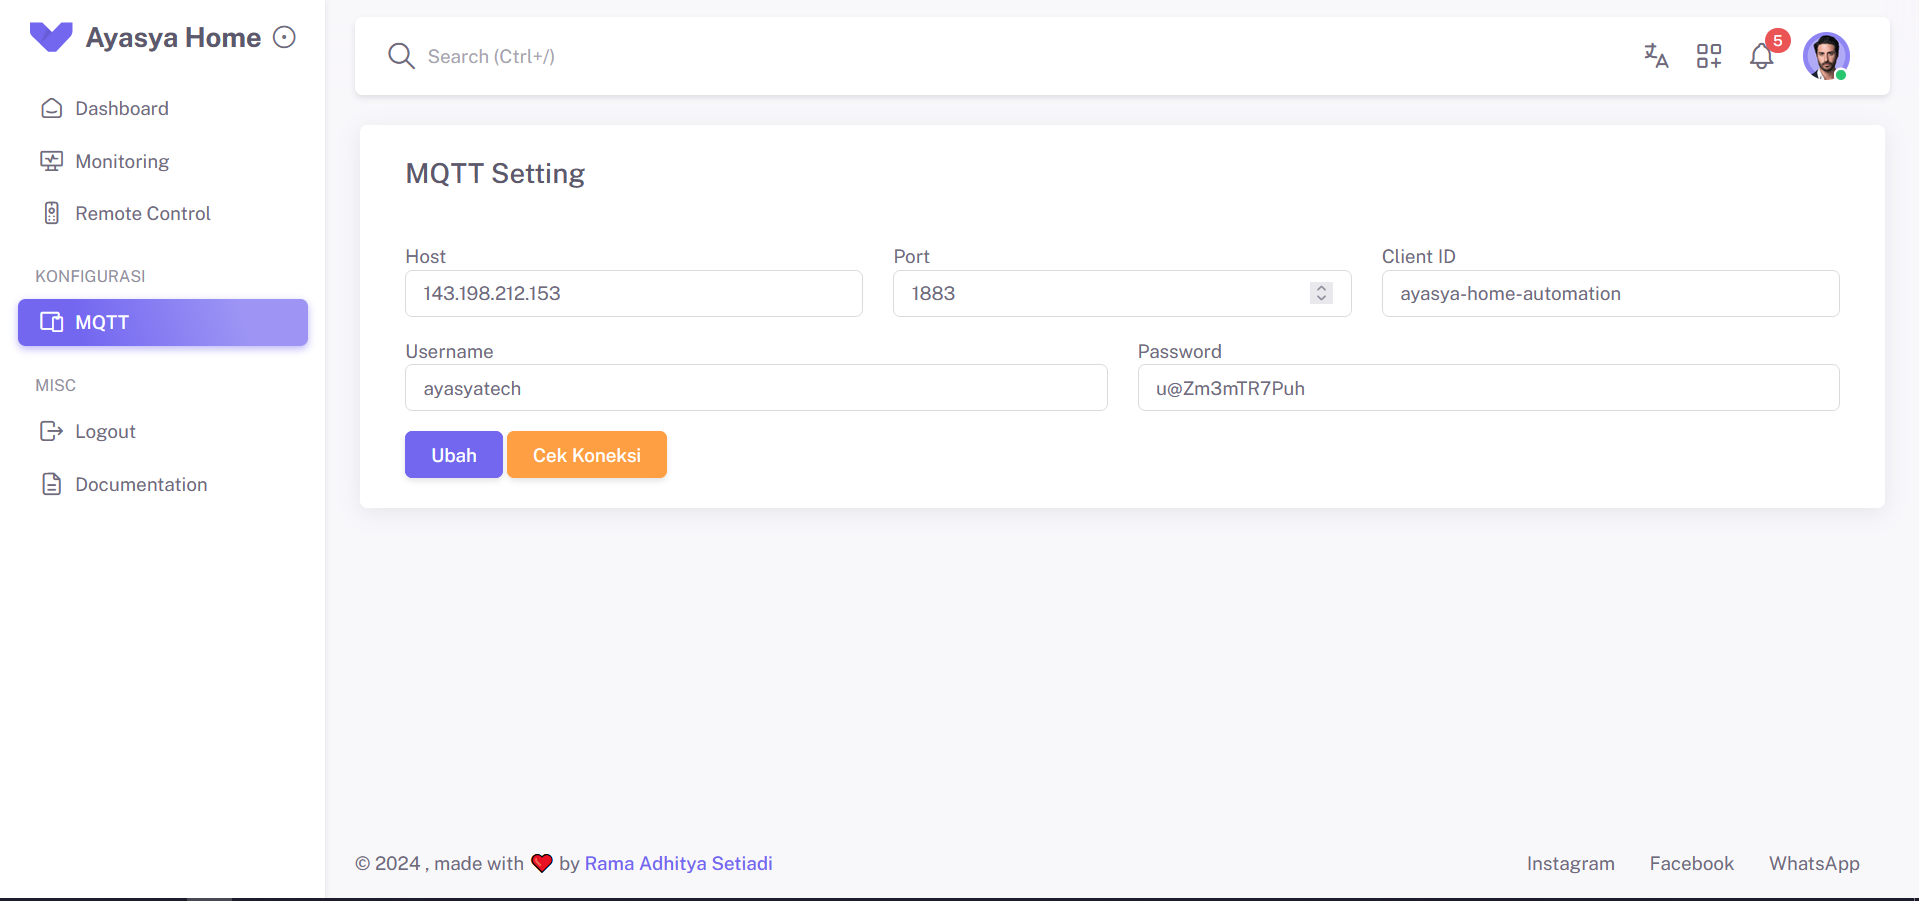 Ayasya Home
Search (Ctrl+/)
5
Dashboard
Monitoring
Remote Control
KONFIGURASI
MQTT
MISC
Logout
Documentation
MQTT Setting
Host
Port
Client ID
143.198.212.153
1883
ayasya-home-automation
Username
Password
ayasyatech
u@Zm3mTR7Puh
Ubah
Cek Koneksi
© 2024 , made with ❤️ by Rama Adhitya Setiadi
Instagram
Facebook
WhatsApp